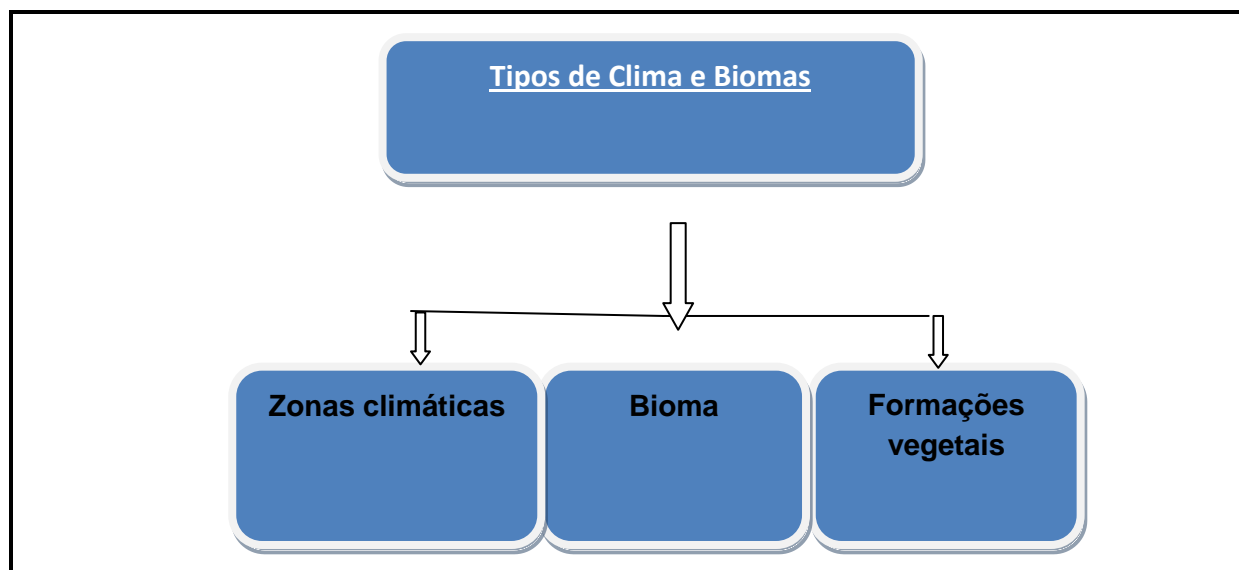 Tipos de Clima e Biomas
Zonas climáticas
Bioma
Formações
vegetais